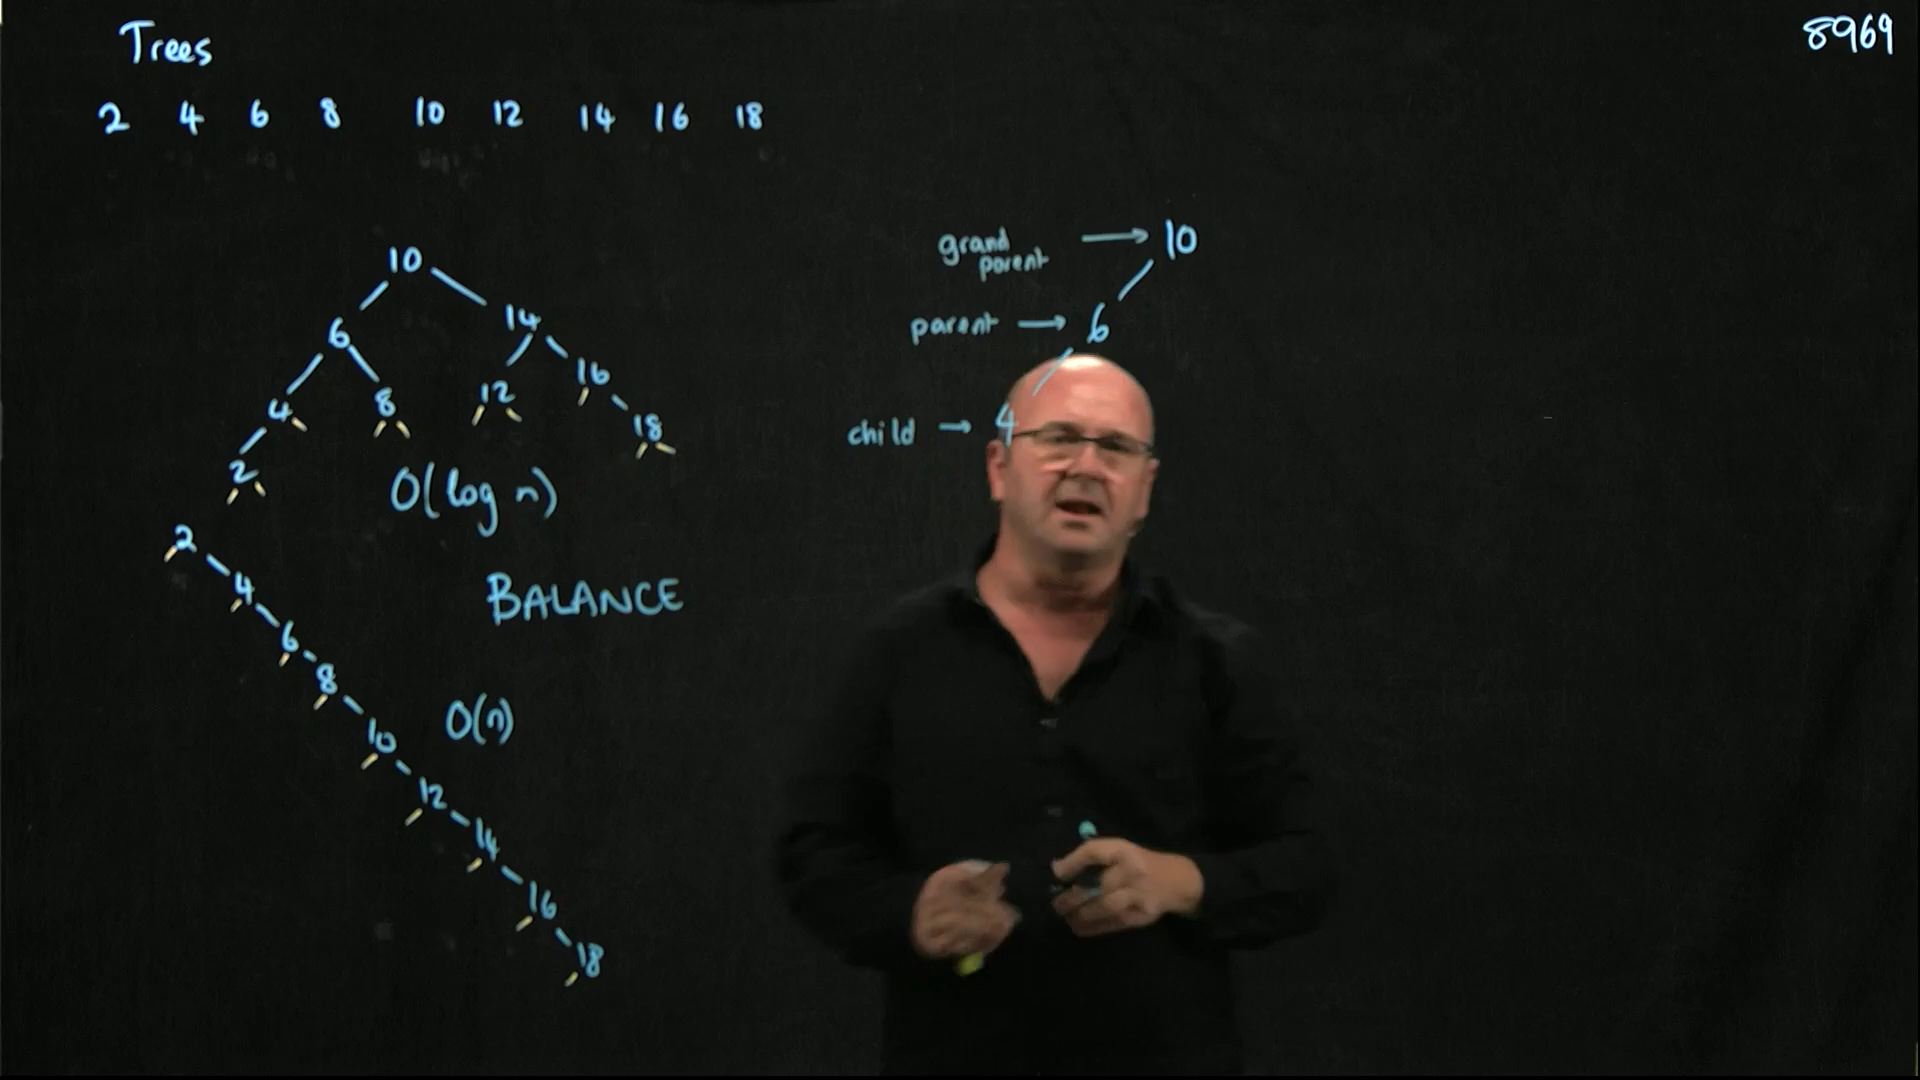 Trees
8969
2 4 6 8 10 12 14 16 18
10
6 14
4 8 12 16
2 18
O(log n)
2
4
6
8
10
12
14
16
18
BALANCE
O(n)
grand parent → 10
parent → 6
child → 4